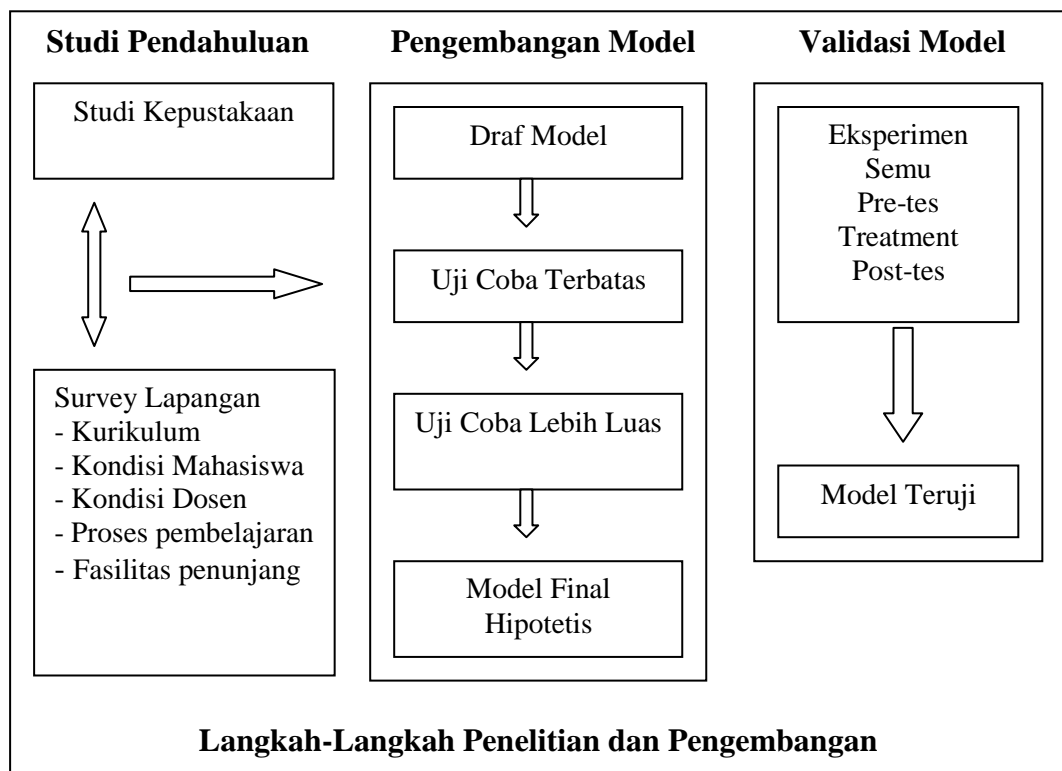 Studi Pendahuluan
Studi Kepustakaan
Survey Lapangan
- Kurikulum
- Kondisi Mahasiswa
- Kondisi Dosen
- Proses pembelajaran
- Fasilitas penunjang
Pengembangan Model
Draf Model
Uji Coba Terbatas
Uji Coba Lebih Luas
Model Final
Hipotetis
Validasi Model
Eksperimen
Semu
Pre-tes
Treatment
Post-tes
Model Teruji
Langkah-Langkah Penelitian dan Pengembangan